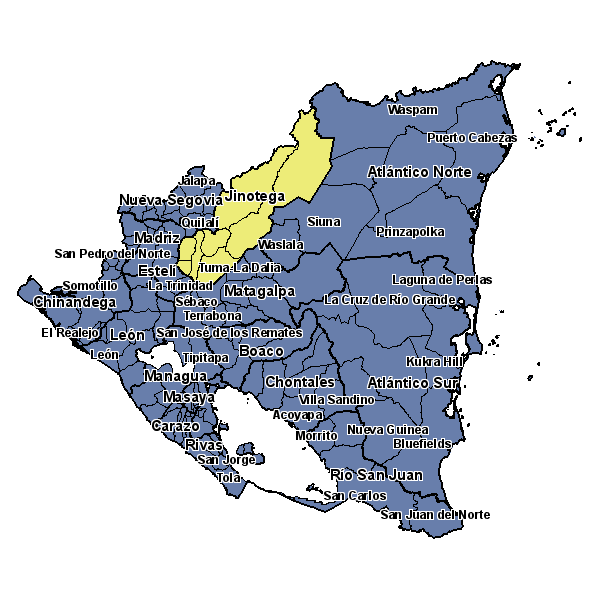 Waspam
Puerto Cabezas
Atlántico Norte
Jalapa
Jinotega
Nueva Segovia
Quilalí
Siuna
Prinzapolka
Madriz
Waslala
San Pedro del Norte
Estelí
Tuma-La Dalia
Laguna de Perlas
Somotillo
La Trinidad
Matagalpa
Chinandega
Sébaco
La Cruz de Río Grande
Terrabona
El Realejo
León
San José de los Remates
León
Tipitapa
Boaco
Kukra Hill
Managua
Chontales
Atlántico Sur
Masaya
Villa Sandino
Acoyapa
Carazo
Morrito
Nueva Guinea
Rivas
Bluefields
San Jorge
Tola
Río San Juan
San Carlos
San Juan del Norte